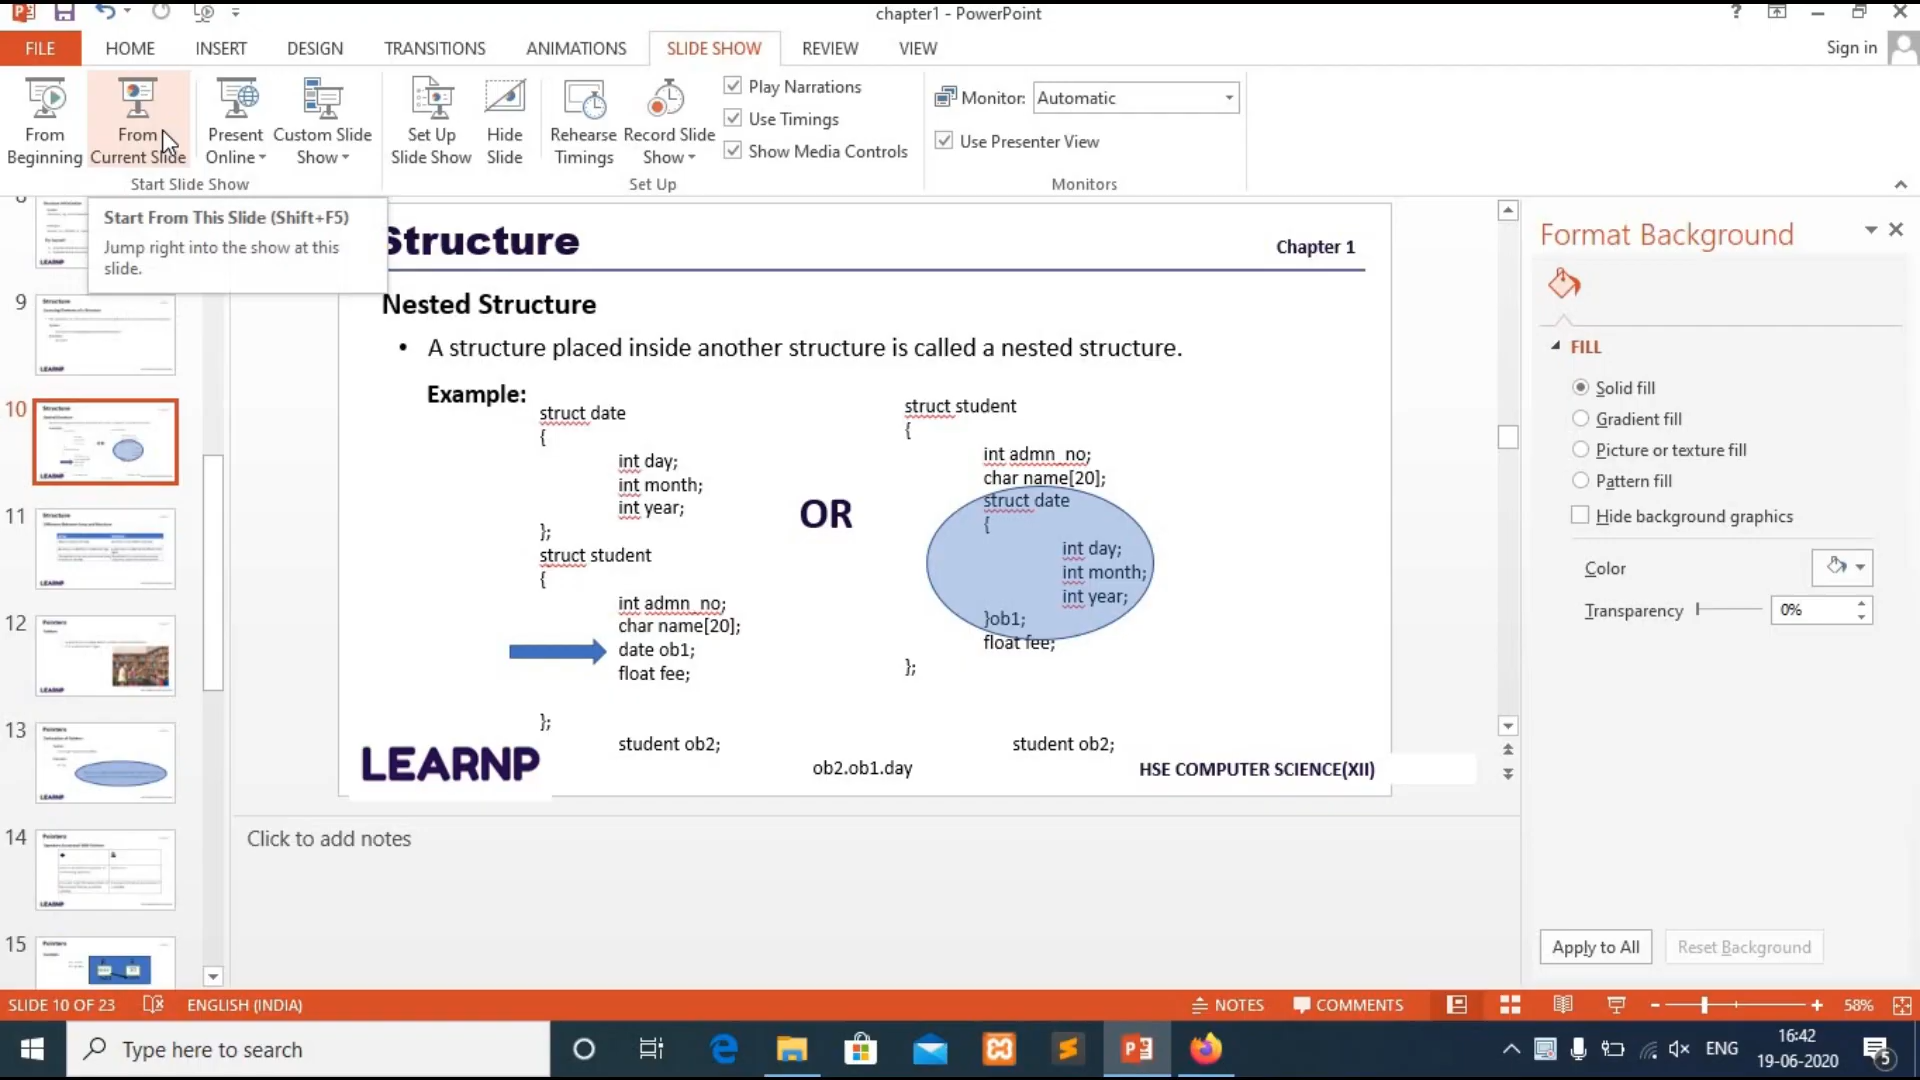 chapter1 - PowerPoint
FILE HOME INSERT DESIGN TRANSITIONS ANIMATIONS SLIDE SHOW REVIEW VIEW
Sign in
From Beginning
From Current Slide
Present Online
Custom Slide Show
Start Slide Show
Set Up Slide Show
Hide Slide
Rehearse Timings
Record Slide Show
Play Narrations
Use Timings
Show Media Controls
Set Up
Monitor: Automatic
Use Presenter View
Monitors
Start From This Slide (Shift+F5)
Jump right into the show at this
slide.
9
10
11
12
13
14
15
Structure
Chapter 1
Nested Structure
• A structure placed inside another structure is called a nested structure.
Example:
struct date
{
int day;
int month;
int year;
};
struct student
{
int admn_no;
char name[20];
date ob1;
float fee;
};
student ob2;
OR
struct student
{
int admn_no;
char name[20];
struct date
{
int day;
int month;
int year;
}ob1;
float fee;
};
student ob2;
ob2.ob1.day
LEARNP
HSE COMPUTER SCIENCE(XII)
Click to add notes
Format Background
FILL
Solid fill
Gradient fill
Picture or texture fill
Pattern fill
Hide background graphics
Color
Transparency 0%
Apply to All
Reset Background
SLIDE 10 OF 23
ENGLISH (INDIA)
NOTES
COMMENTS
58%
Type here to search
ENG
16:42
19-06-2020
5